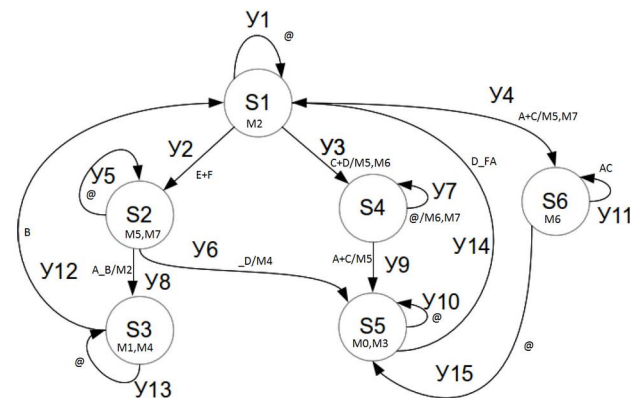 У1
@
S1
M2
У4
A+C/M5,M7
У2
E+F
У3
C+D/M5,M6
D_FA
AC
S6
M6
У11
У5
@
S2
M5,M7
S4
У7
@/M6,M7
B
У12
A_B/M2
У8
У6
_D/M4
A+C/M5
У9
У14
S3
M1,M4
@
У13
S5
M0,M3
У10
@
У15
@